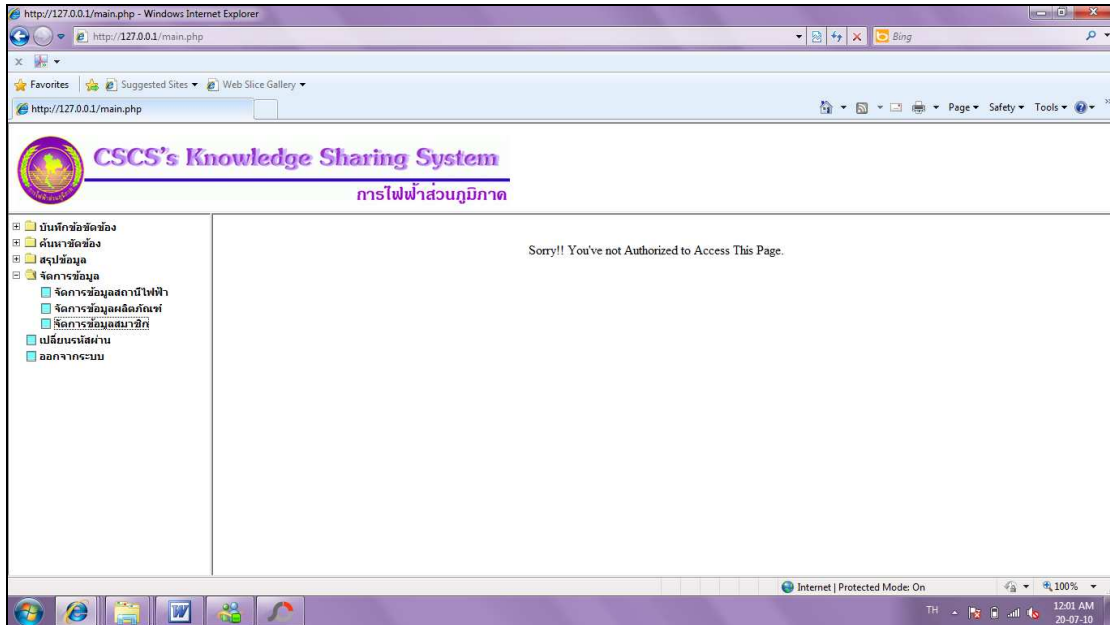 http://127.0.0.1/main.php - Windows Internet Explorer
http://127.0.0.1/main.php
Bing
Favorites Suggested Sites Web Slice Gallery
http://127.0.0.1/main.php
Page Safety Tools
CSCS's Knowledge Sharing System
การไฟฟ้าส่วนภูมิภาค
บันทึกข้อขัดข้อง
ค้นหาขัดข้อง
สรุปข้อมูล
จัดการข้อมูล
จัดการข้อมูลสถานีไฟฟ้า
จัดการข้อมูลผลิตภัณฑ์
จัดการข้อมูลสมาชิก
เปลี่ยนรหัสผ่าน
ออกจากระบบ
Sorry!! You've not Authorized to Access This Page.
Internet | Protected Mode: On
100%
TH
12:01 AM
20-07-10